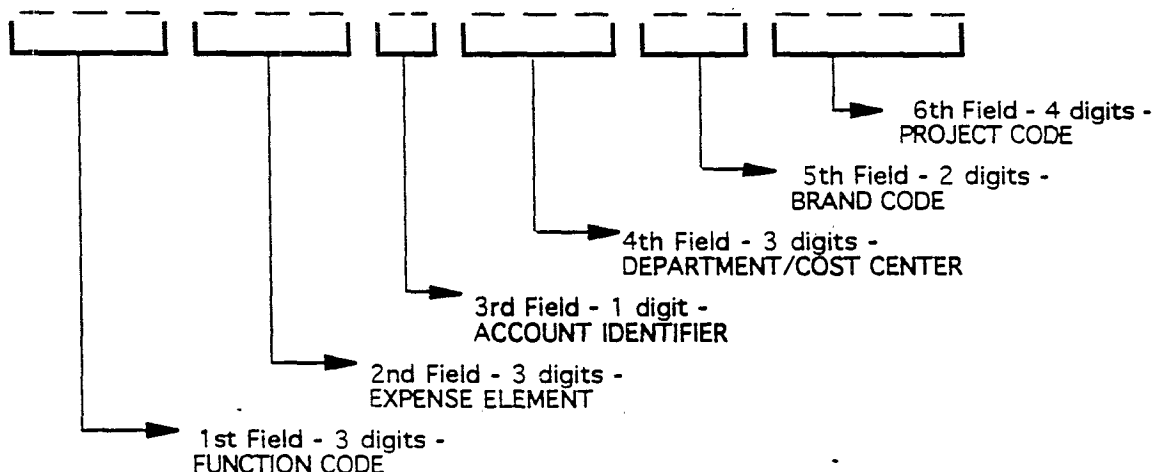 6th Field - 4 digits -
PROJECT CODE
5th Field - 2 digits -
BRAND CODE
4th Field - 3 digits -
DEPARTMENT/COST CENTER
3rd Field - 1 digit -
ACCOUNT IDENTIFIER
2nd Field - 3 digits -
EXPENSE ELEMENT
1st Field - 3 digits -
FUNCTION CODE